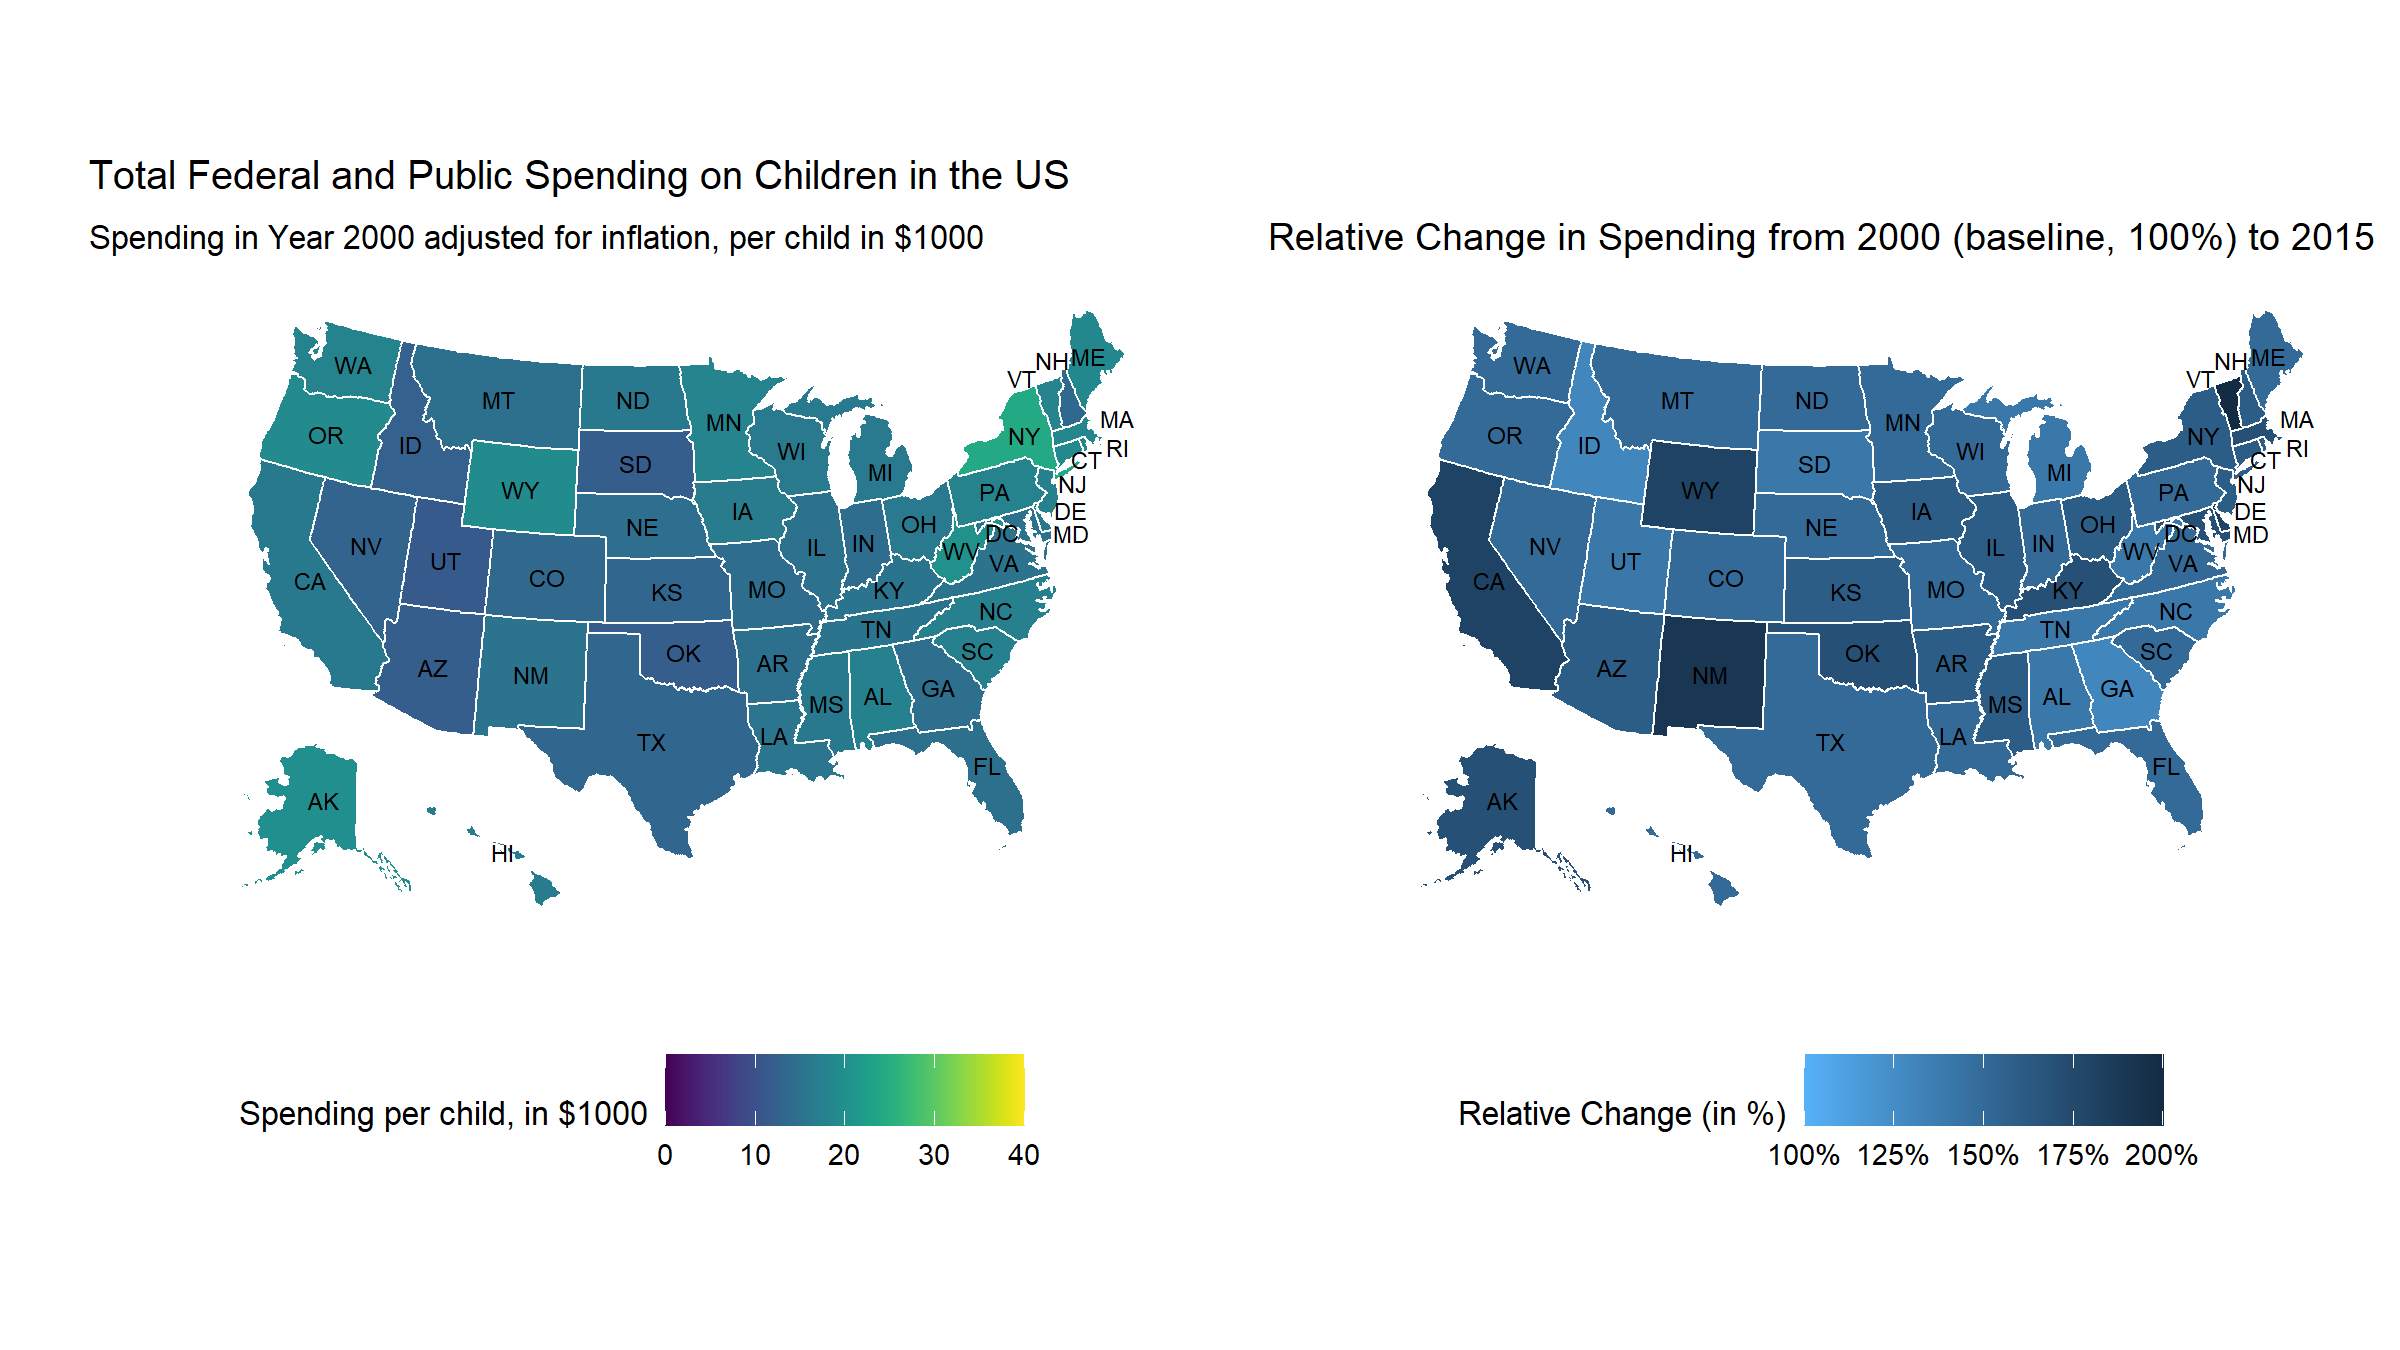 Total Federal and Public Spending on Children in the US
Spending in Year 2000 adjusted for inflation, per child in $1000
WA
MT
ND
MN
OR
ID
SD
WI
MI
WY
IA
NE
NV
UT
CO
IL
IN
OH
PA
NY
VT
NH
ME
MA
RI
CT
NJ
DE
MD
DC
WV
VA
CA
KS
MO
KY
NC
TN
SC
AZ
NM
OK
AR
MS
AL
GA
TX
LA
FL
AK
HI
Spending per child, in $1000
0 10 20 30 40
Relative Change in Spending from 2000 (baseline, 100%) to 2015
WA
MT
ND
MN
OR
ID
SD
WI
MI
WY
IA
NE
NV
UT
CO
IL
IN
OH
PA
NY
VT
NH
ME
MA
RI
CT
NJ
DE
MD
DC
WV
VA
CA
KS
MO
KY
NC
TN
SC
AZ
NM
OK
AR
MS
AL
GA
TX
LA
FL
AK
HI
Relative Change (in %)
100% 125% 150% 175% 200%